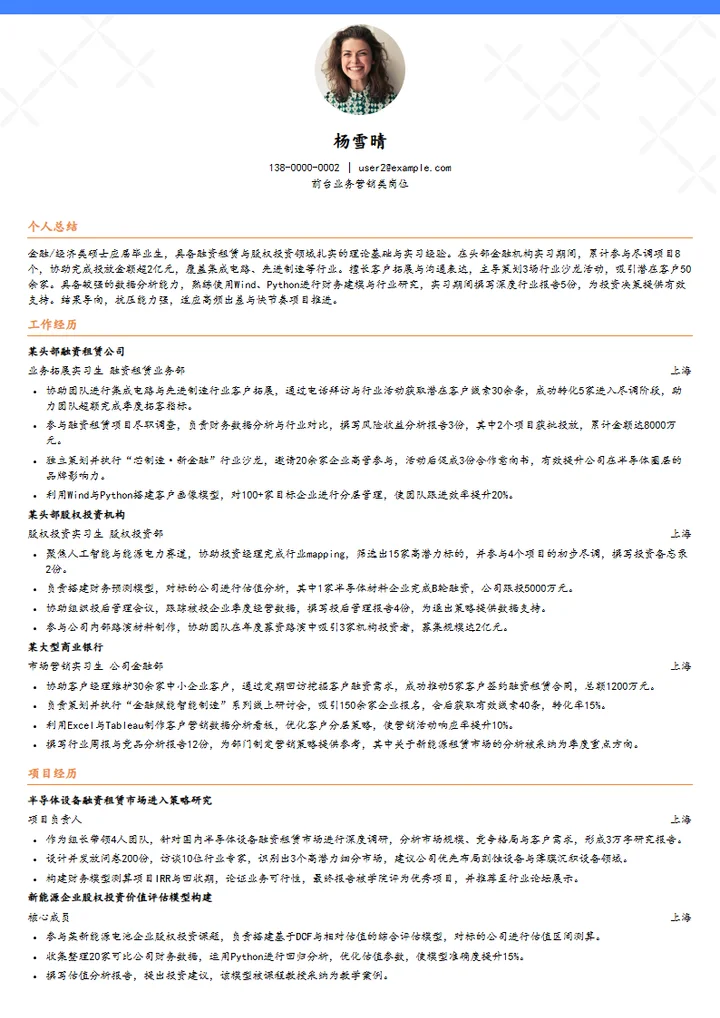 杨雪晴
138-0000-0002 | user2@example.com
前台业务营销类岗位
个人总结
金融/经济类硕士应届毕业生，具备融资租赁与股权投资领域扎实的理论基础与实习经验。在头部金融机构实习期间，累计参与尽调项目8
个，协助完成投放金额超2亿元，覆盖集成电路、先进制造等行业。擅长客户拓展与沟通表达，主导策划3场行业沙龙活动，吸引潜在客户50
余家。具备敏锐的数据分析能力，熟练使用Wind、Python进行财务建模与行业研究，实习期间撰写深度行业报告5份，为投资决策提供有效
支持。结果导向，抗压能力强，适应高频出差与快节奏项目推进。
工作经历
某头部融资租赁公司
业务拓展实习生 融资租赁业务部 上海
• 协助团队进行集成电路与先进制造行业客户拓展，通过电话拜访与行业活动获取潜在客户线索30余条，成功转化5家进入尽调阶段，助
力团队超额完成季度拓客指标。
• 参与融资租赁项目尽职调查，负责财务数据分析与行业对比，撰写风险收益分析报告3份，其中2个项目获批投放，累计金额达8000万
元。
• 独立策划并执行“芯制造·新金融”行业沙龙，邀请20余家企业高管参与，活动后促成3份合作意向书，有效提升公司在半导体圈层的
品牌影响力。
• 利用Wind与Python搭建客户画像模型，对100+家目标企业进行分层管理，使团队跟进效率提升20%。
某头部股权投资机构
股权投资实习生 股权投资部 上海
• 聚焦人工智能与能源电力赛道，协助投资经理完成行业mapping，筛选出15家高潜力标的，并参与4个项目的初步尽调，撰写投资备忘录
2份。
• 负责搭建财务预测模型，对标的公司进行估值分析，其中1家半导体材料企业完成B轮融资，公司跟投5000万元。
• 协助组织投后管理会议，跟踪被投企业季度经营数据，撰写投后管理报告4份，为退出策略提供数据支持。
• 参与公司内部路演材料制作，协助团队在年度募资路演中吸引3家机构投资者，募集规模达2亿元。
某大型商业银行
市场营销实习生 公司金融部 上海
• 协助客户经理维护30余家中小企业客户，通过定期回访挖掘客户融资需求，成功推动5家客户签约融资租赁合同，总额1200万元。
• 负责策划并执行“金融赋能智能制造”系列线上研讨会，吸引150余家企业报名，会后获取有效线索40条，转化率15%。
• 利用Excel与Tableau制作客户营销数据分析看板，优化客户分层策略，使营销活动响应率提升10%。
• 撰写行业周报与竞品分析报告12份，为部门制定营销策略提供参考，其中关于新能源租赁市场的分析被采纳为季度重点方向。
项目经历
半导体设备融资租赁市场进入策略研究
项目负责人 上海
• 作为组长带领4人团队，针对国内半导体设备融资租赁市场进行深度调研，分析市场规模、竞争格局与客户需求，形成3万字研究报告。
• 设计并发放问卷200份，访谈10位行业专家，识别出3个高潜力细分市场，建议公司优先布局刻蚀设备与薄膜沉积设备领域。
• 构建财务模型测算项目IRR与回收期，论证业务可行性，最终报告被学院评为优秀项目，并推荐至行业论坛展示。
新能源企业股权投资价值评估模型构建
核心成员 上海
• 参与某新能源电池企业股权投资课题，负责搭建基于DCF与相对估值的综合评估模型，对标的公司进行估值区间测算。
• 收集整理20家可比公司财务数据，运用Python进行回归分析，优化估值参数，使模型准确度提升15%。
• 撰写估值分析报告，提出投资建议，该模型被课程教授采纳为教学案例。